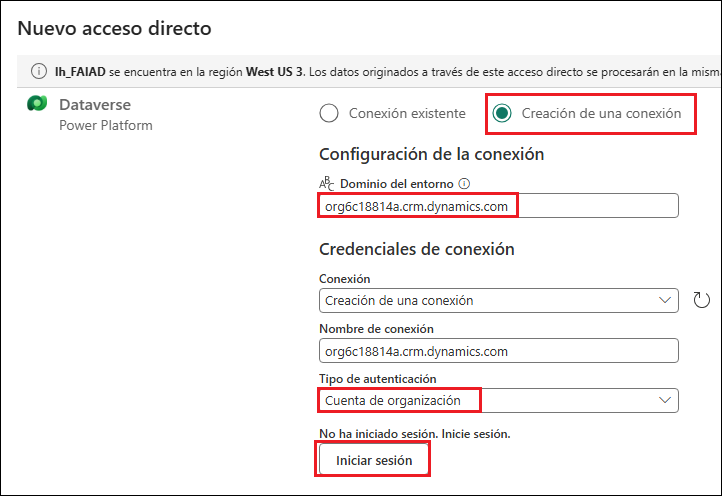 Nuevo acceso directo
lh_FAIAD se encuentra en la región West US 3. Los datos originados a través de este acceso directo se procesarán en la misma
Dataverse
Power Platform
Conexión existente
Creación de una conexión
Configuración de la conexión
ABC Dominio del entorno
org6c18814a.crm.dynamics.com
Credenciales de conexión
Conexión
Creación de una conexión
Nombre de conexión
org6c18814a.crm.dynamics.com
Tipo de autenticación
Cuenta de organización
No ha iniciado sesión. Inicie sesión.
Iniciar sesión